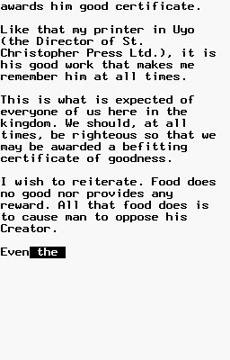 awards him good certificate.
Like that my printer in Uyo
(the Director of St.
Christopher Press Ltd.), it is
his good work that makes me
remember him at all times.
This is what is expected of
everyone of us here in the
kingdom. We should, at all
times, be righteous so that we
may be awarded a befitting
certificate of goodness.
I wish to reiterate. Food does
no good nor provides any
reward. All that food does is
to cause man to oppose his
Creator.
Even the